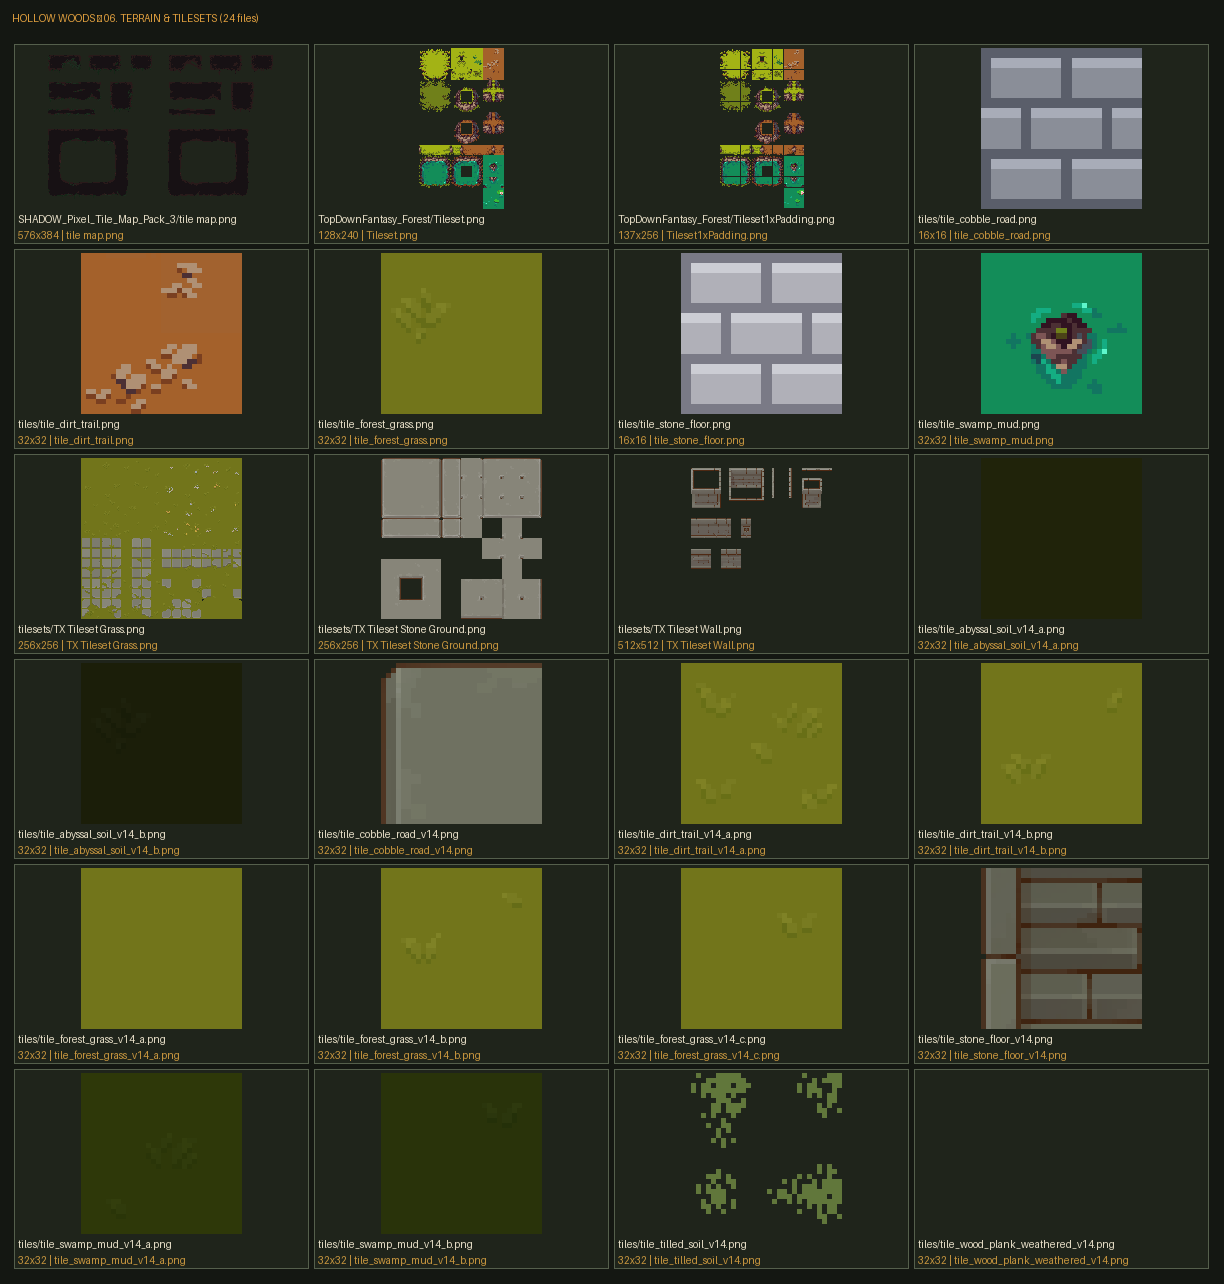 HOLLOW WOODS 06. TERRAIN & TILESETS (24 files)
SHADOW_Pixel_Tile_Map_Pack_3/tile map.png
576x384 | tile map.png
TopDownFantasy_Forest/Tileset.png
128x240 | Tileset.png
TopDownFantasy_Forest/Tileset1xPadding.png
137x256 | Tileset1xPadding.png
tiles/tile_cobble_road.png
16x16 | tile_cobble_road.png
tiles/tile_dirt_trail.png
32x32 | tile_dirt_trail.png
tiles/tile_forest_grass.png
32x32 | tile_forest_grass.png
tiles/tile_stone_floor.png
16x16 | tile_stone_floor.png
tiles/tile_swamp_mud.png
32x32 | tile_swamp_mud.png
tilesets/TX Tileset Grass.png
256x256 | TX Tileset Grass.png
tilesets/TX Tileset Stone Ground.png
256x256 | TX Tileset Stone Ground.png
tilesets/TX Tileset Wall.png
512x512 | TX Tileset Wall.png
tiles/tile_abyssal_soil_v14_a.png
32x32 | tile_abyssal_soil_v14_a.png
tiles/tile_abyssal_soil_v14_b.png
32x32 | tile_abyssal_soil_v14_b.png
tiles/tile_cobble_road_v14.png
32x32 | tile_cobble_road_v14.png
tiles/tile_dirt_trail_v14_a.png
32x32 | tile_dirt_trail_v14_a.png
tiles/tile_dirt_trail_v14_b.png
32x32 | tile_dirt_trail_v14_b.png
tiles/tile_forest_grass_v14_a.png
32x32 | tile_forest_grass_v14_a.png
tiles/tile_forest_grass_v14_b.png
32x32 | tile_forest_grass_v14_b.png
tiles/tile_forest_grass_v14_c.png
32x32 | tile_forest_grass_v14_c.png
tiles/tile_stone_floor_v14.png
32x32 | tile_stone_floor_v14.png
tiles/tile_swamp_mud_v14_a.png
32x32 | tile_swamp_mud_v14_a.png
tiles/tile_swamp_mud_v14_b.png
32x32 | tile_swamp_mud_v14_b.png
tiles/tile_tilled_soil_v14.png
32x32 | tile_tilled_soil_v14.png
tiles/tile_wood_plank_weathered_v14.png
32x32 | tile_wood_plank_weathered_v14.png